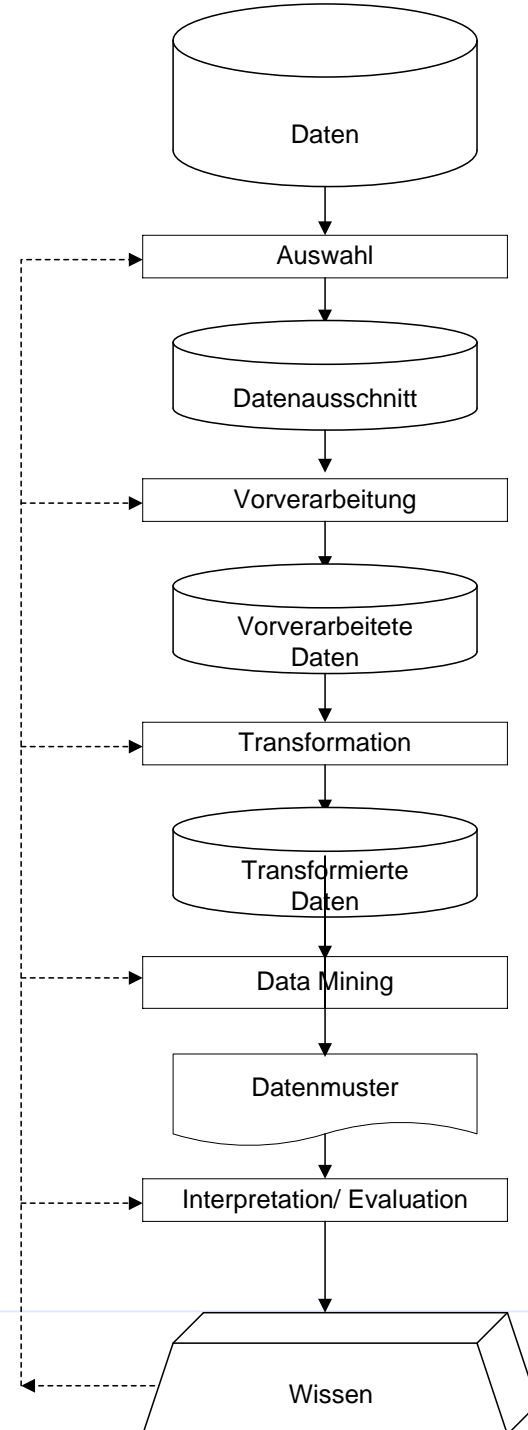 Daten
Auswahl
Datenausschnitt
Vorverarbeitung
Vorverarbeitete
Daten
Transformation
Transformierte
Daten
Data Mining
Datenmuster
Interpretation/ Evaluation
Wissen